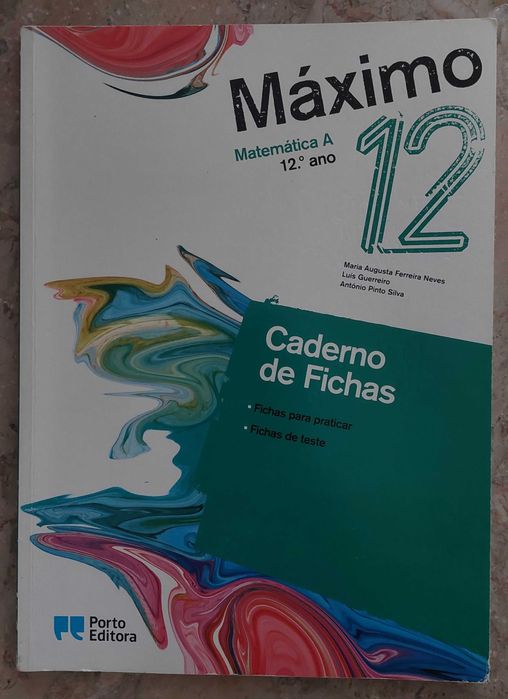 Máximo
Matemática A
12.º ano
12
Maria Augusta Ferreira Neves
Luís Guerreiro
António Pinto Silva
Caderno
de Fichas
• Fichas para praticar
• Fichas de teste
Porto
Editora